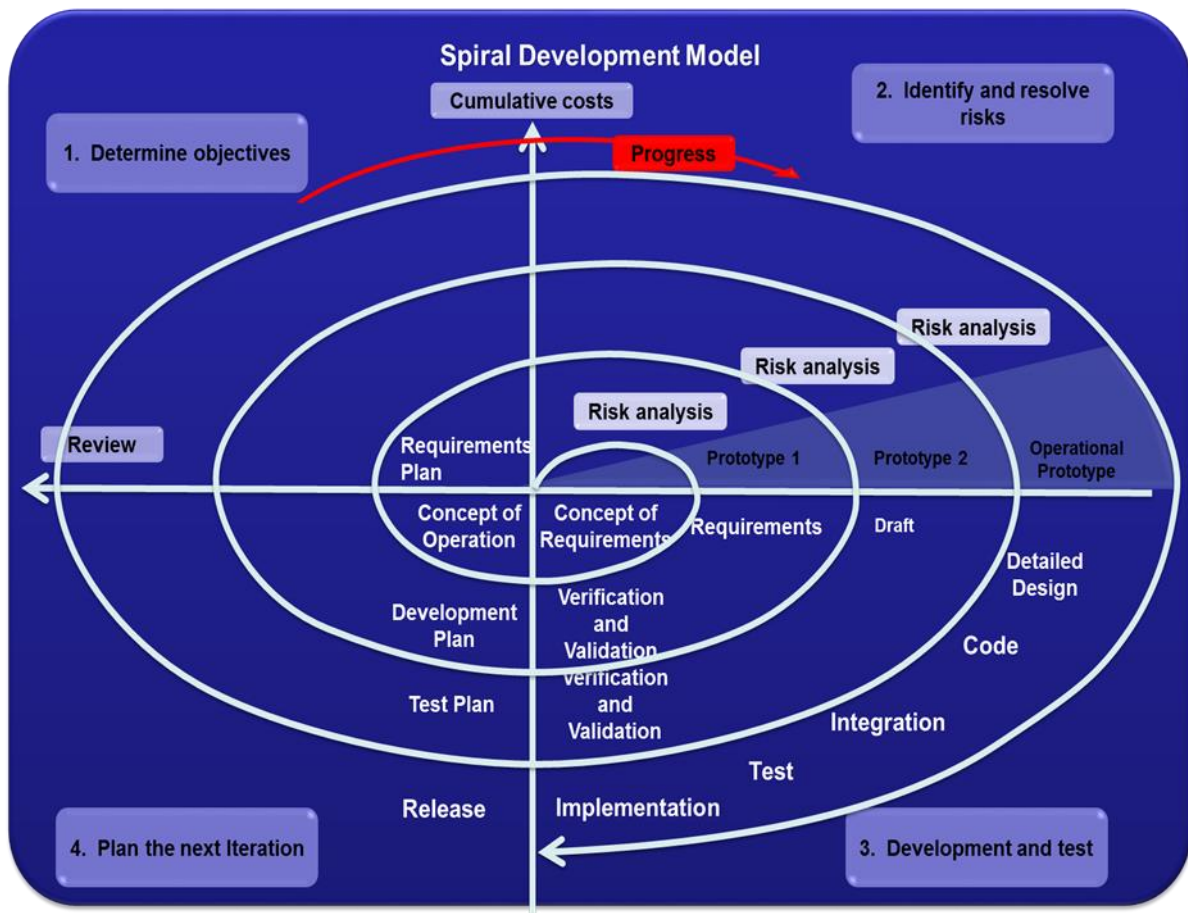 Spiral Development Model
Cumulative costs
2. Identify and resolve
risks
1. Determine objectives
Progress
Risk analysis
Risk analysis
Risk analysis
Review
Requirements
Plan
Prototype 1
Prototype 2
Operational
Prototype
Concept of
Operation
Concept of
Requirements
Requirements
Draft
Detailed
Design
Development
Plan
Verification
and
Validation
Code
Test Plan
Verification
and
Validation
Integration
Test
Release
Implementation
4. Plan the next Iteration
3. Development and test